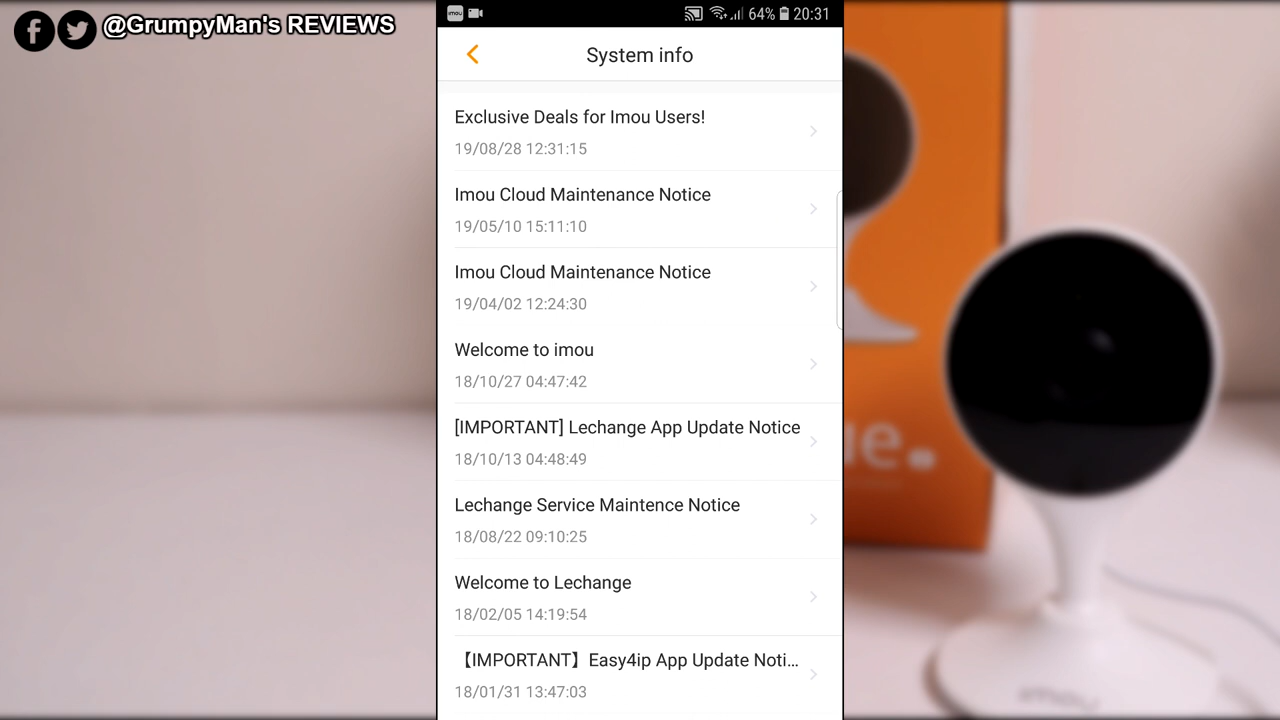 @GrumpyMan's REVIEWS
imou
64% 20:31
System info
Exclusive Deals for Imou Users!
19/08/28 12:31:15
Imou Cloud Maintenance Notice
19/05/10 15:11:10
Imou Cloud Maintenance Notice
19/04/02 12:24:30
Welcome to imou
18/10/27 04:47:42
[IMPORTANT] Lechange App Update Notice
18/10/13 04:48:49
Lechange Service Maintence Notice
18/08/22 09:10:25
Welcome to Lechange
18/02/05 14:19:54
【IMPORTANT】Easy4ip App Update Noti...
18/01/31 13:47:03
imou